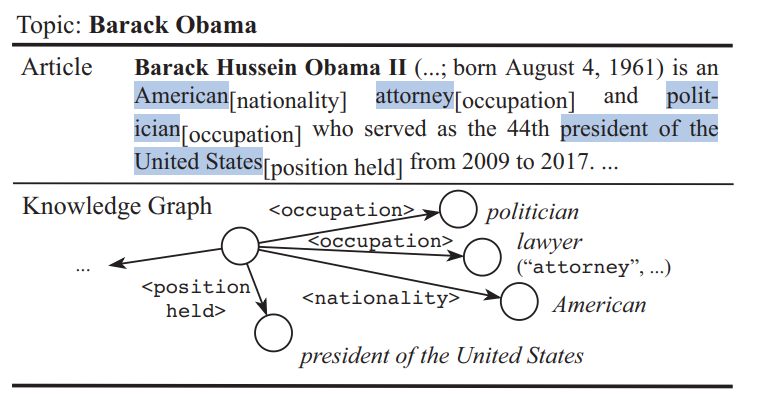 Topic: Barack Obama
Article
Barack Hussein Obama II (...; born August 4, 1961) is an
American[nationality] attorney[occupation] and polit-
ician[occupation] who served as the 44th president of the
United States[position held] from 2009 to 2017. ...
Knowledge Graph
<occupation>
politician
<occupation>
lawyer
("attorney", ...)
...
<position
held>
<nationality>
American
president of the United States